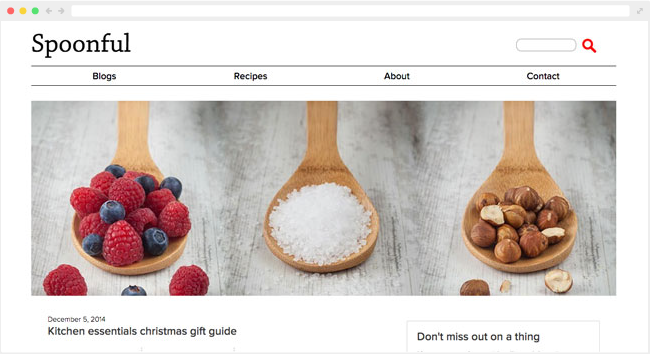 Spoonful
Blogs Recipes About Contact
December 5, 2014
Kitchen essentials christmas gift guide
Don't miss out on a thing